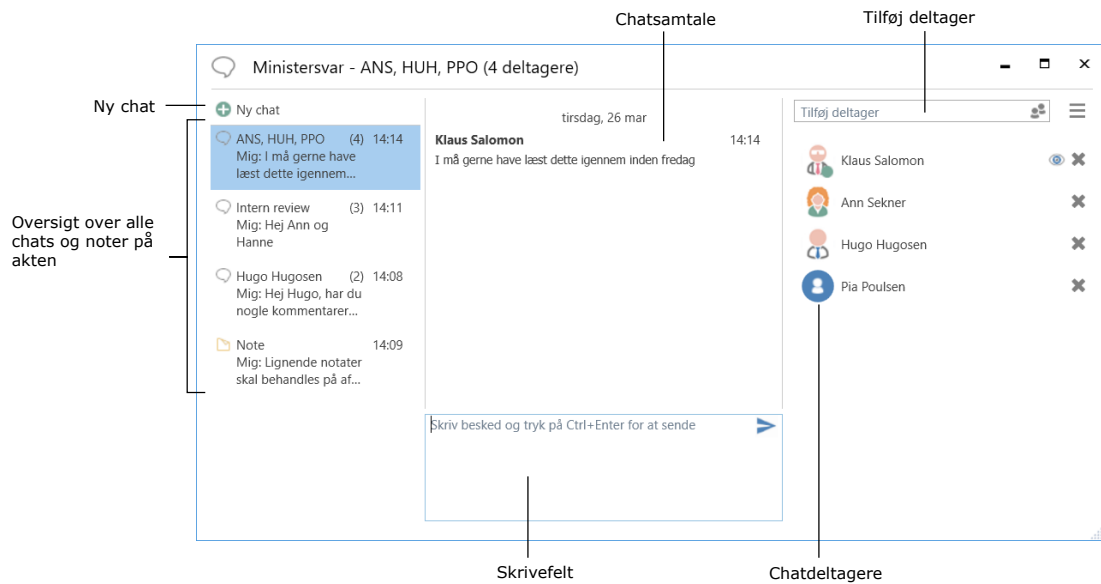 Chatsamtale
Tilføj deltager
Ministersvar - ANS, HUH, PPO (4 deltagere)
Ny chat
Ny chat
ANS, HUH, PPO (4) 14:14
Mig: I må gerne have
læst dette igennem...
Intern review (3) 14:11
Mig: Hej Ann og
Hanne
Hugo Hugosen (2) 14:08
Mig: Hej Hugo, har du
nogle kommentarer...
Note 14:09
Mig: Lignende notater
skal behandles på af...
Oversigt over alle
chats og noter på
akten
tirsdag, 26 mar
Klaus Salomon 14:14
I må gerne have læst dette igennem inden fredag
Skriv besked og tryk på Ctrl+Enter for at sende
Tilføj deltager
Klaus Salomon
Ann Sekner
Hugo Hugosen
Pia Poulsen
Skrivefelt
Chatdeltagere